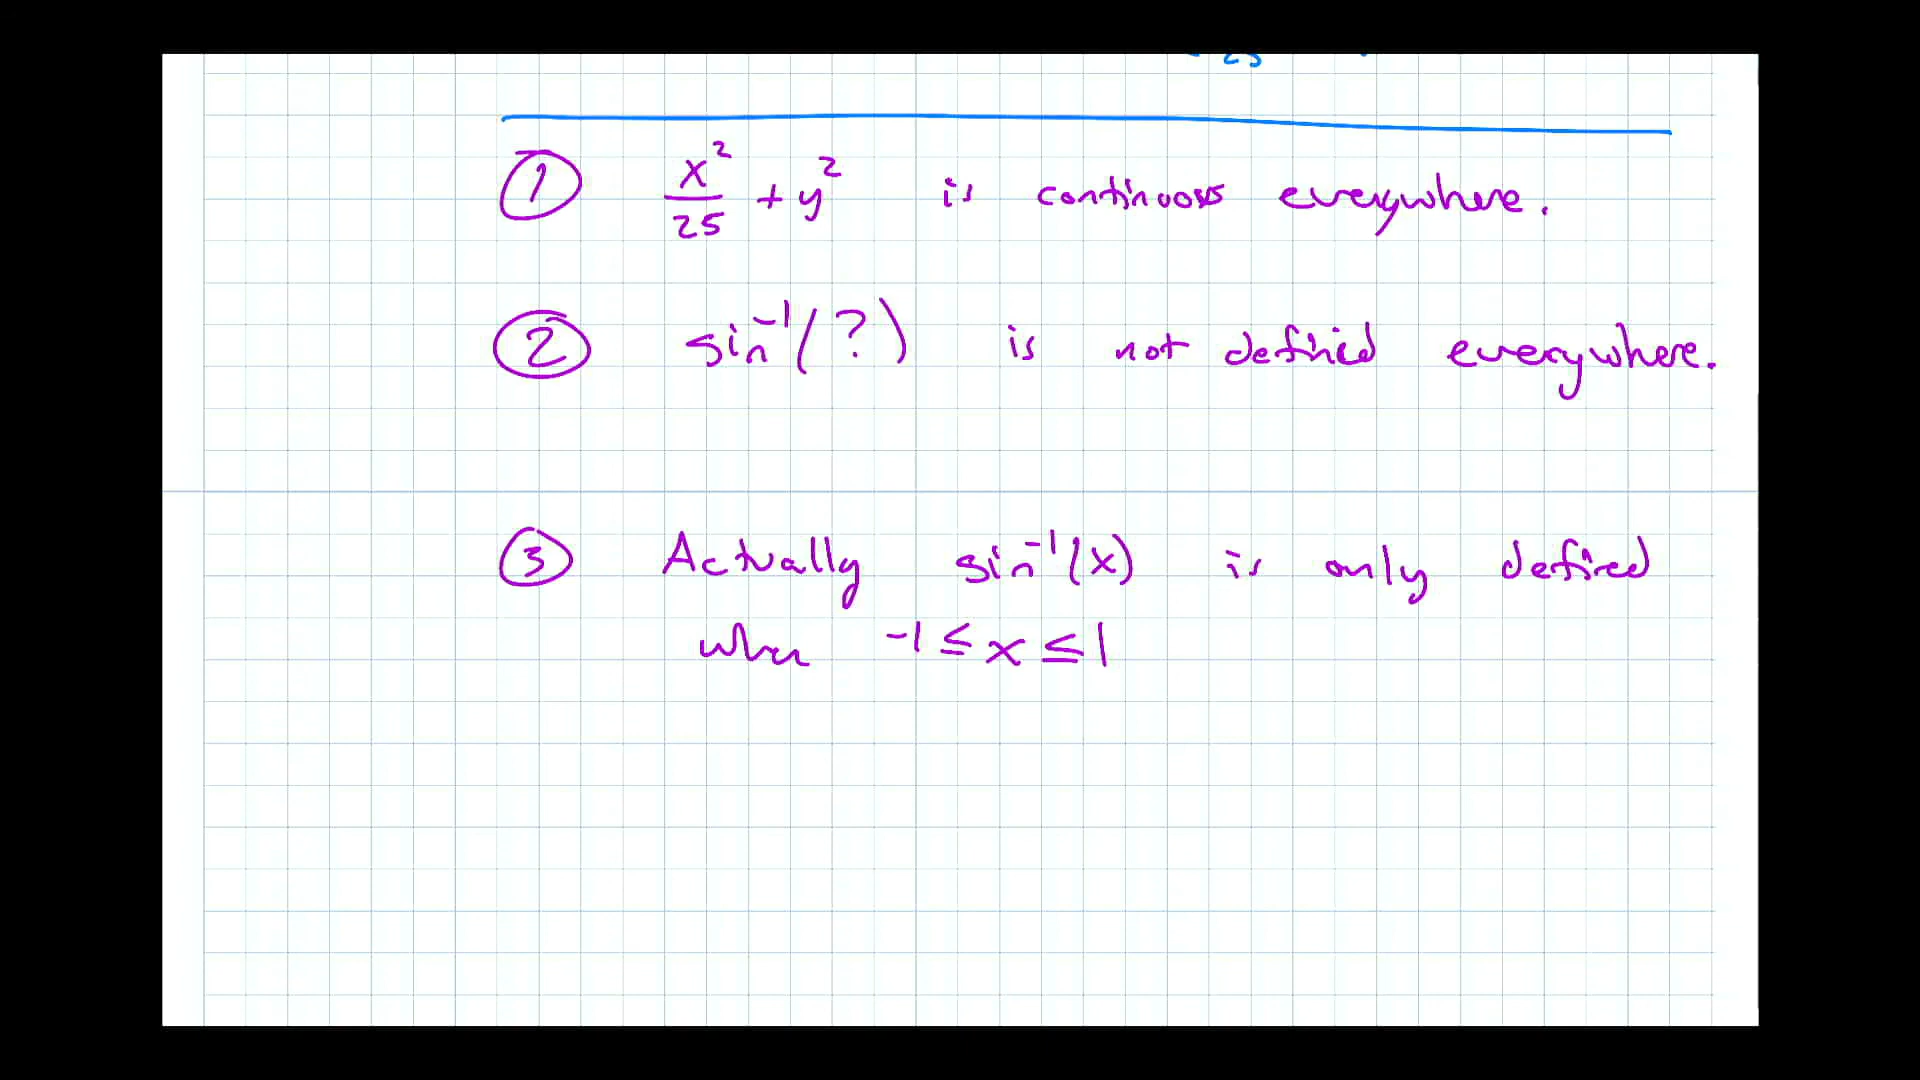 ① x²/25 + y² is continuous everywhere.
② sin⁻¹(?) is not defined everywhere.
③ Actually sin⁻¹(x) is only defined
when -1 ≤ x ≤ 1